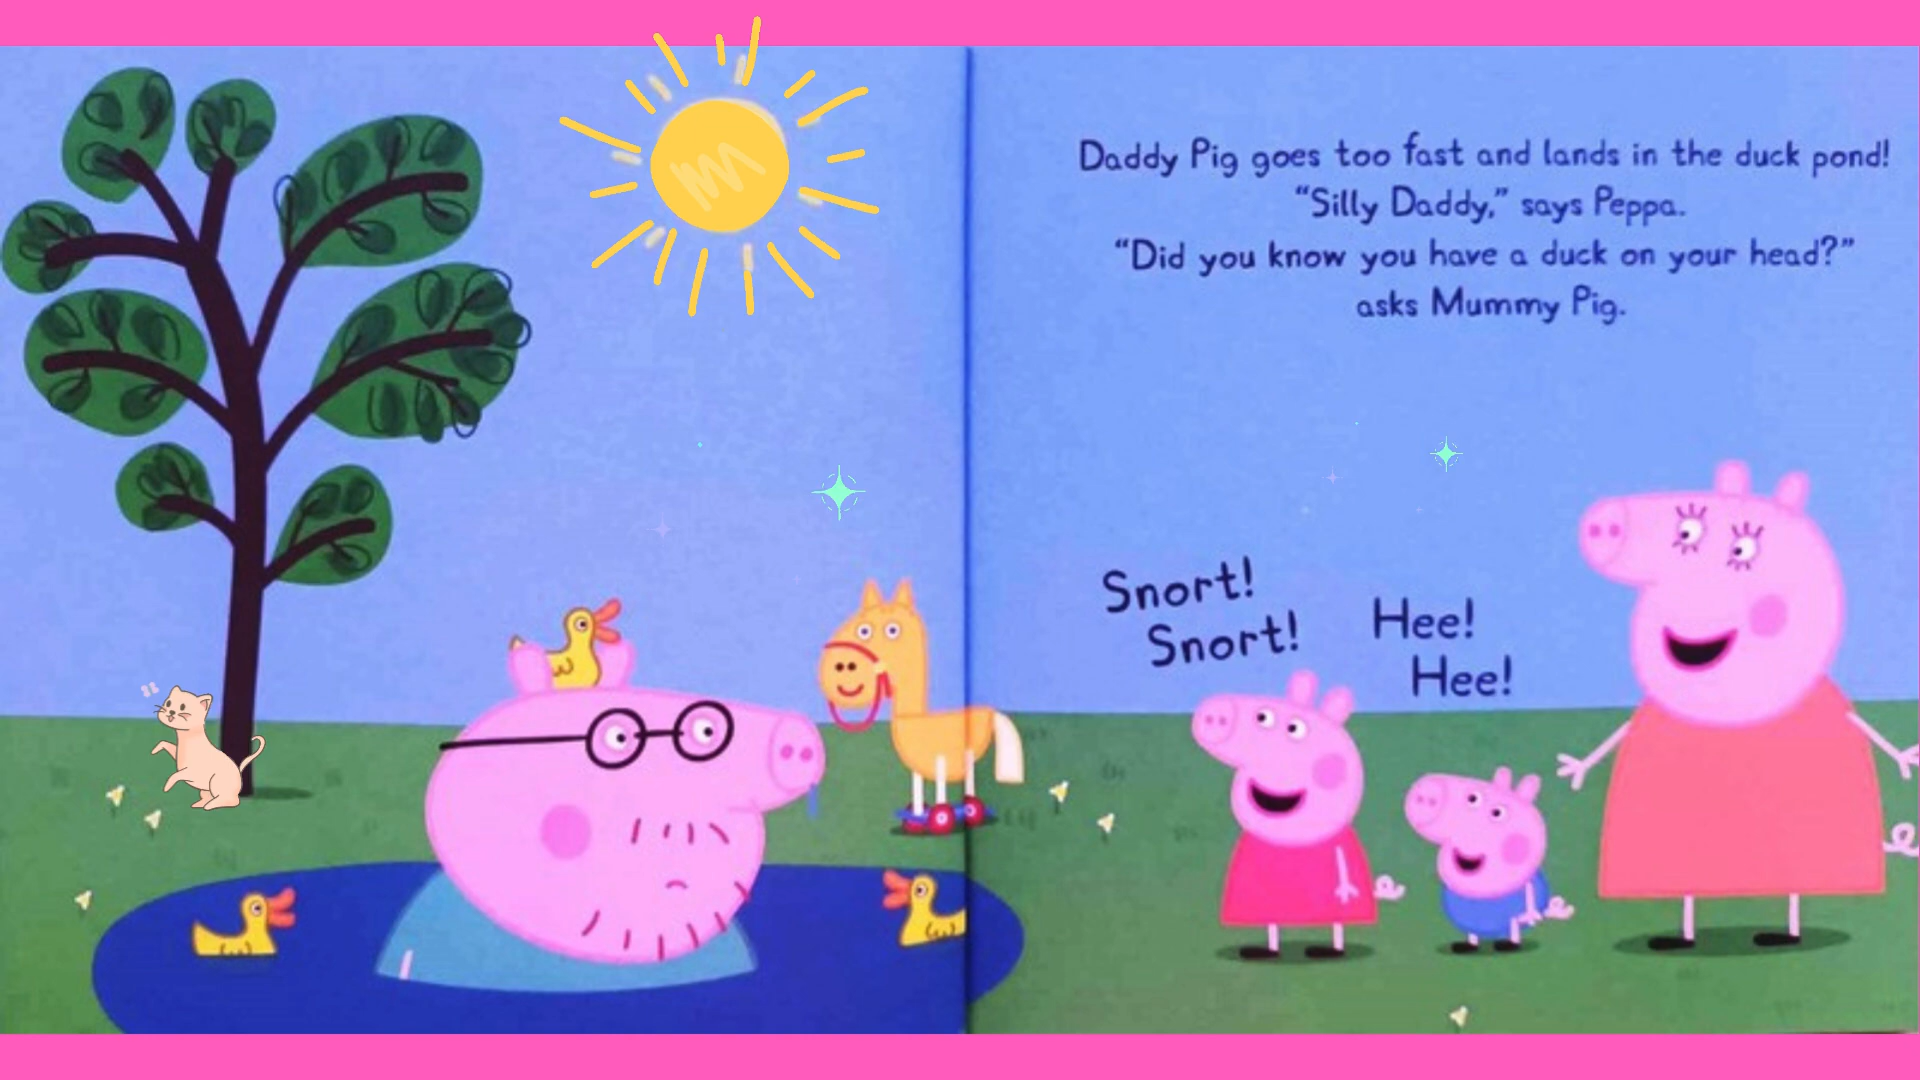 Daddy Pig goes too fast and lands in the duck pond!
“Silly Daddy,” says Peppa.
“Did you know you have a duck on your head?”
asks Mummy Pig.
Snort!
Snort!
Hee!
Hee!